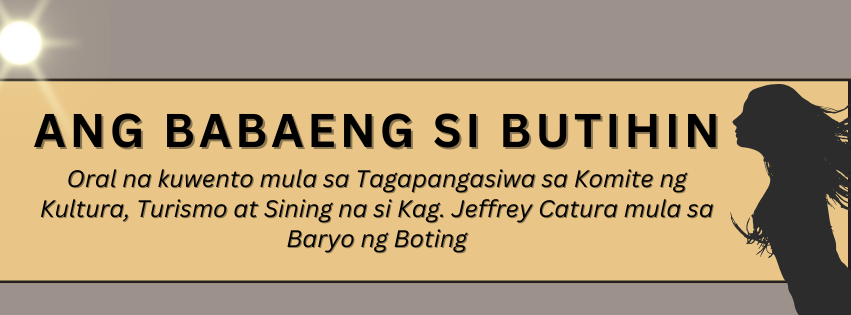 ANG BABAENG SI BUTIHIN
Oral na kuwento mula sa Tagapangasiwa sa Komite ng
Kultura, Turismo at Sining na si Kag. Jeffrey Catura mula sa
Baryo ng Boting